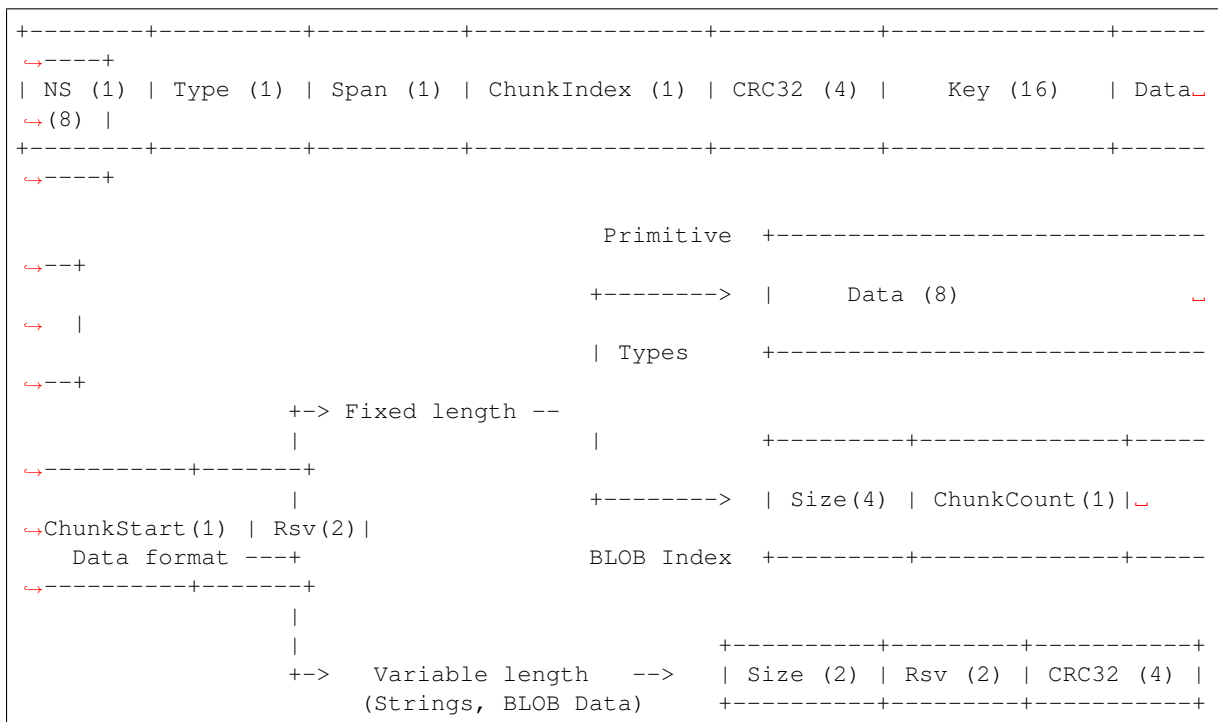 +--------+----------+----------+----------------+-----------+---------------+------
↪----+
| NS (1) | Type (1) | Span (1) | ChunkIndex (1) | CRC32 (4) |    Key (16)   | Data␣
↪(8) |
+--------+----------+----------+----------------+-----------+---------------+------
↪----+
                                         Primitive  +------------------------------
↪--+
                                        +-------->  |     Data (8)                ␣
↪  |
                                        | Types     +------------------------------
↪--+
                   +-> Fixed length --
                   |                    |           +---------+--------------+-----
↪----------+-------+
                   |                    +-------->  | Size(4) | ChunkCount(1)|␣
↪ChunkStart(1) | Rsv(2)|
    Data format ---+                    BLOB Index  +---------+--------------+-----
↪----------+-------+
                   |
                   |                             +----------+---------+-----------+
                   +->   Variable length   -->   | Size (2) | Rsv (2) | CRC32 (4) |
                        (Strings, BLOB Data)     +----------+---------+-----------+